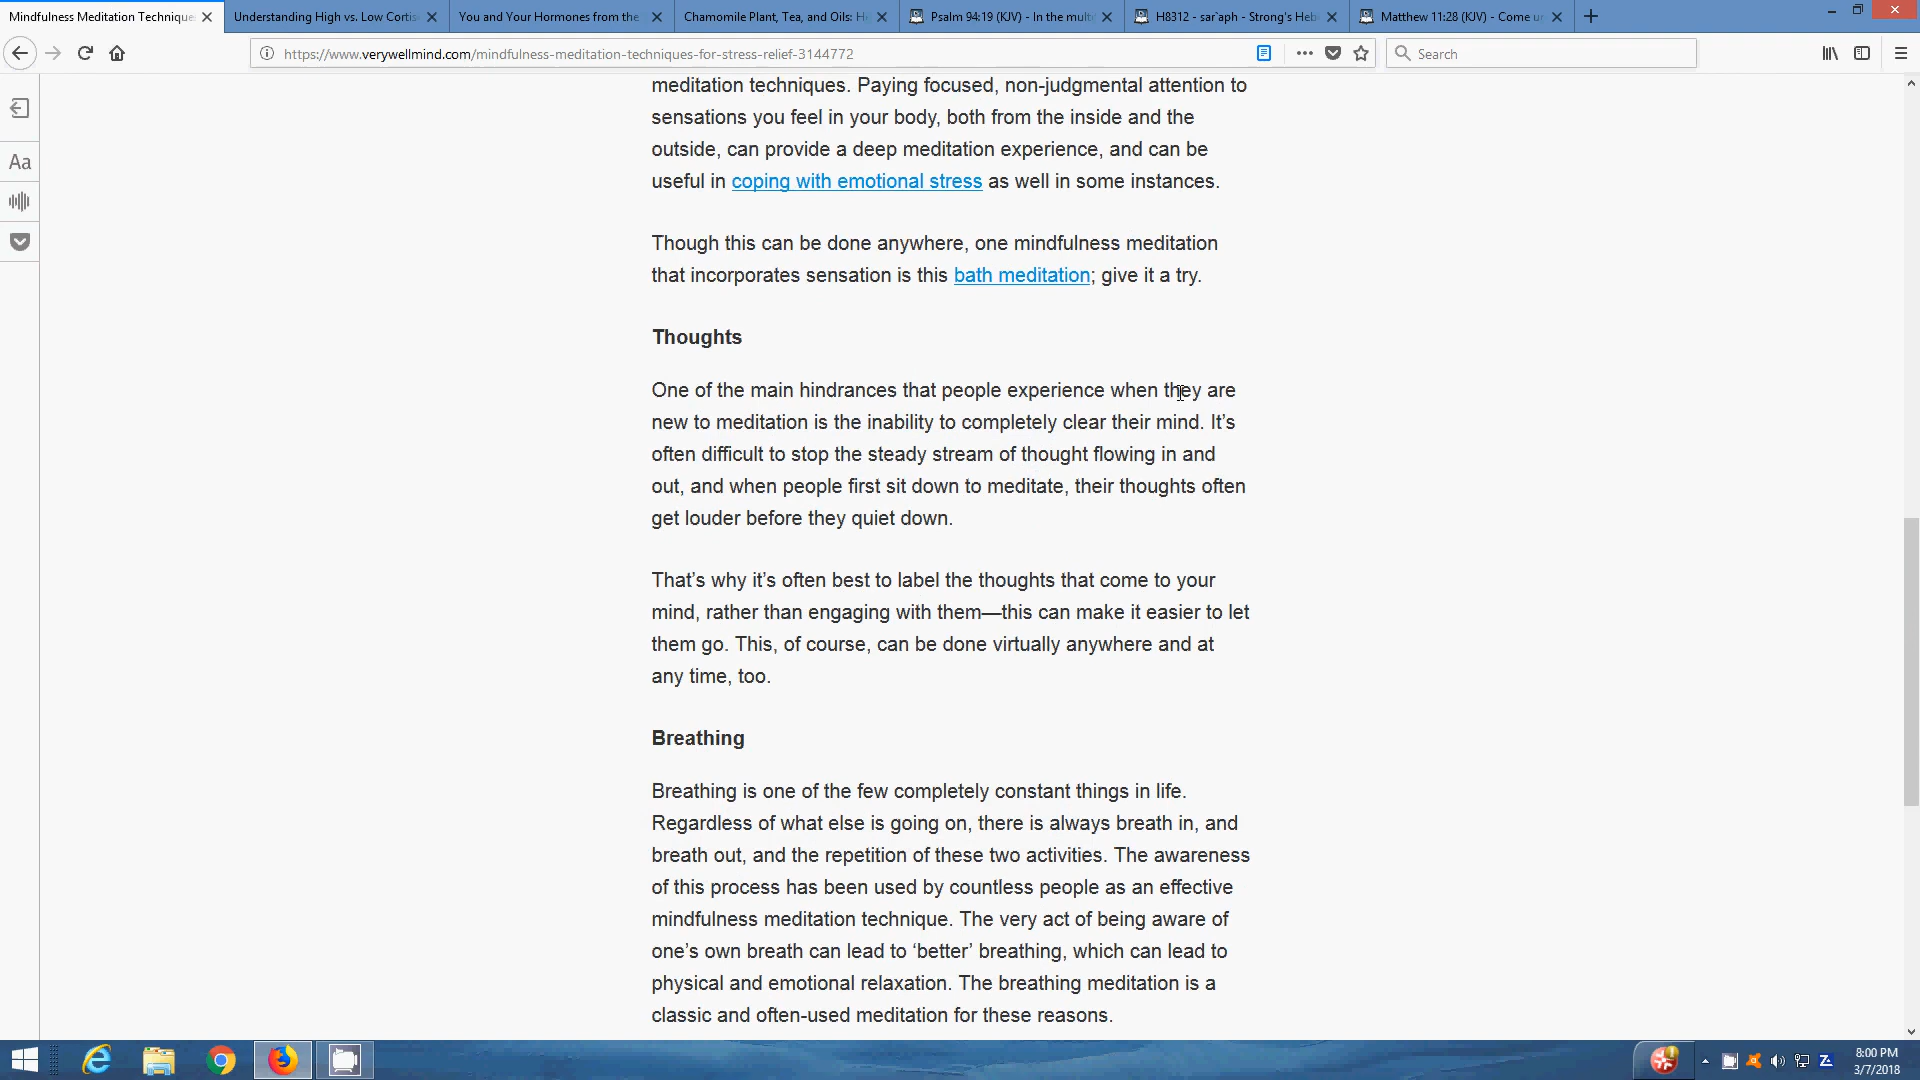 Mindfulness Meditation Technique
Understanding High vs. Low Cortis
You and Your Hormones from the
Chamomile Plant, Tea, and Oils: H
Psalm 94:19 (KJV) - In the mult
H8312 - sar`aph - Strong's Heb
Matthew 11:28 (KJV) - Come u
https://www.verywellmind.com/mindfulness-meditation-techniques-for-stress-relief-3144772
Search
Aa
meditation techniques. Paying focused, non-judgmental attention to
sensations you feel in your body, both from the inside and the
outside, can provide a deep meditation experience, and can be
useful in coping with emotional stress as well in some instances.
Though this can be done anywhere, one mindfulness meditation
that incorporates sensation is this bath meditation; give it a try.
Thoughts
One of the main hindrances that people experience when they are
new to meditation is the inability to completely clear their mind. It’s
often difficult to stop the steady stream of thought flowing in and
out, and when people first sit down to meditate, their thoughts often
get louder before they quiet down.
That’s why it’s often best to label the thoughts that come to your
mind, rather than engaging with them—this can make it easier to let
them go. This, of course, can be done virtually anywhere and at
any time, too.
Breathing
Breathing is one of the few completely constant things in life.
Regardless of what else is going on, there is always breath in, and
breath out, and the repetition of these two activities. The awareness
of this process has been used by countless people as an effective
mindfulness meditation technique. The very act of being aware of
one’s own breath can lead to ‘better’ breathing, which can lead to
physical and emotional relaxation. The breathing meditation is a
classic and often-used meditation for these reasons.
8:00 PM
3/7/2018